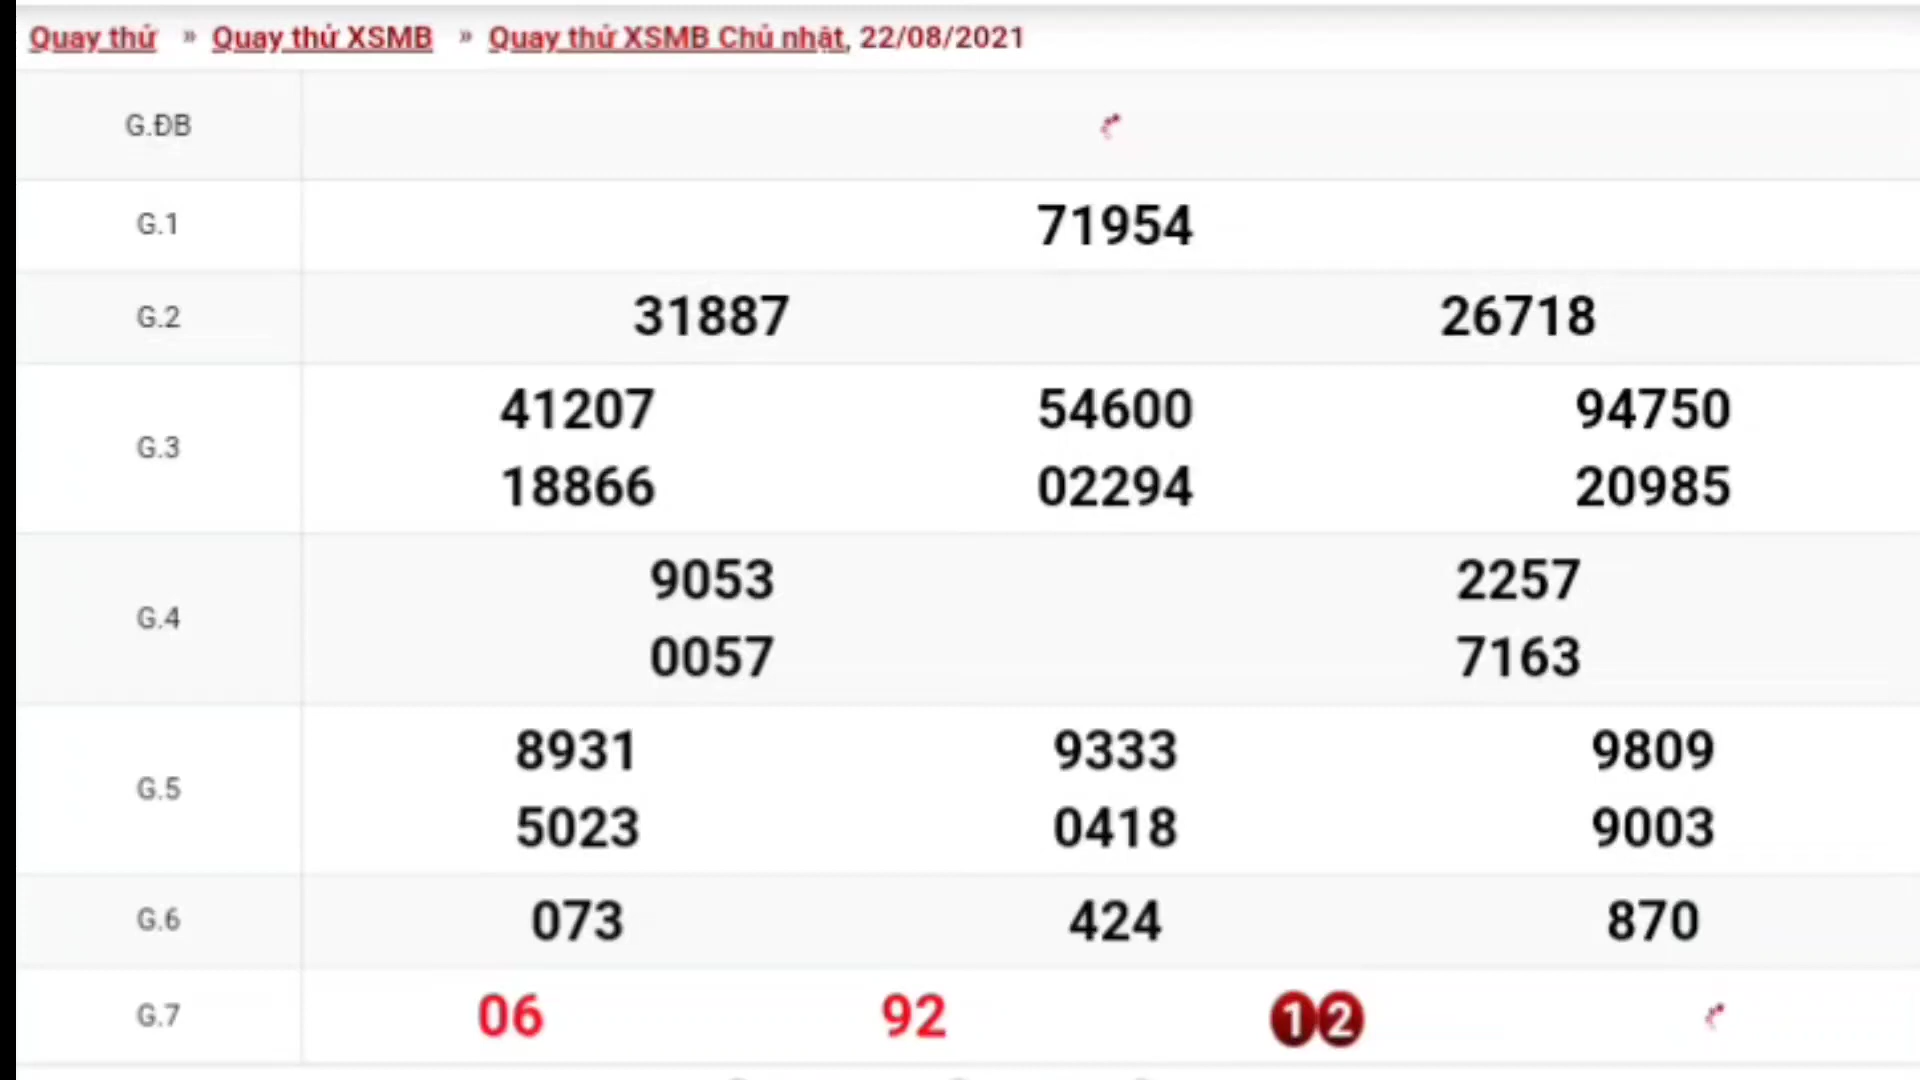 Quay thử » Quay thử XSMB » Quay thử XSMB Chủ nhật, 22/08/2021
G.ĐB
G.1 71954
G.2 31887 26718
G.3 41207 54600 94750
18866 02294 20985
G.4 9053 2257
0057 7163
G.5 8931 9333 9809
5023 0418 9003
G.6 073 424 870
G.7 06 92 12